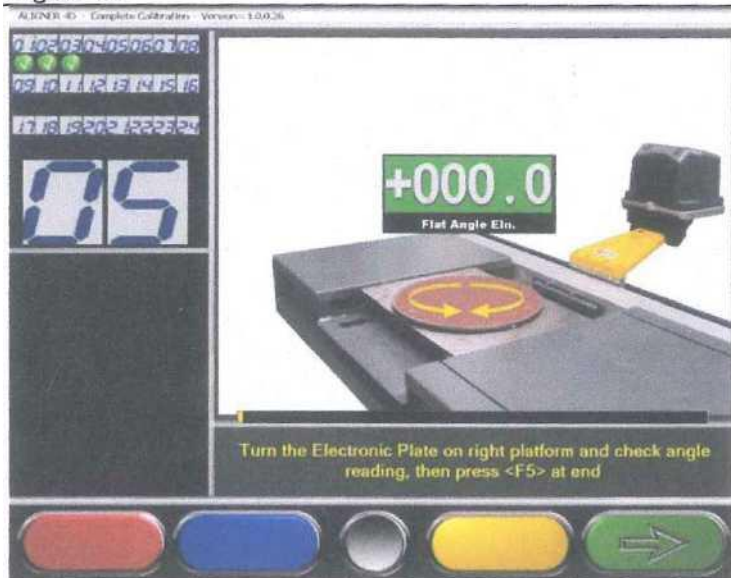 ALIGNER 4D - Complete Calibration - Version: 1.0.0.26
01 02 03 04 05 06 07 08
09 10 11 12 13 14 15 16
17 18 19 20 21 22 23 24
05
+000.0
Flat Angle Eln.
Turn the Electronic Plate on right platform and check angle
reading, then press <F5> at end